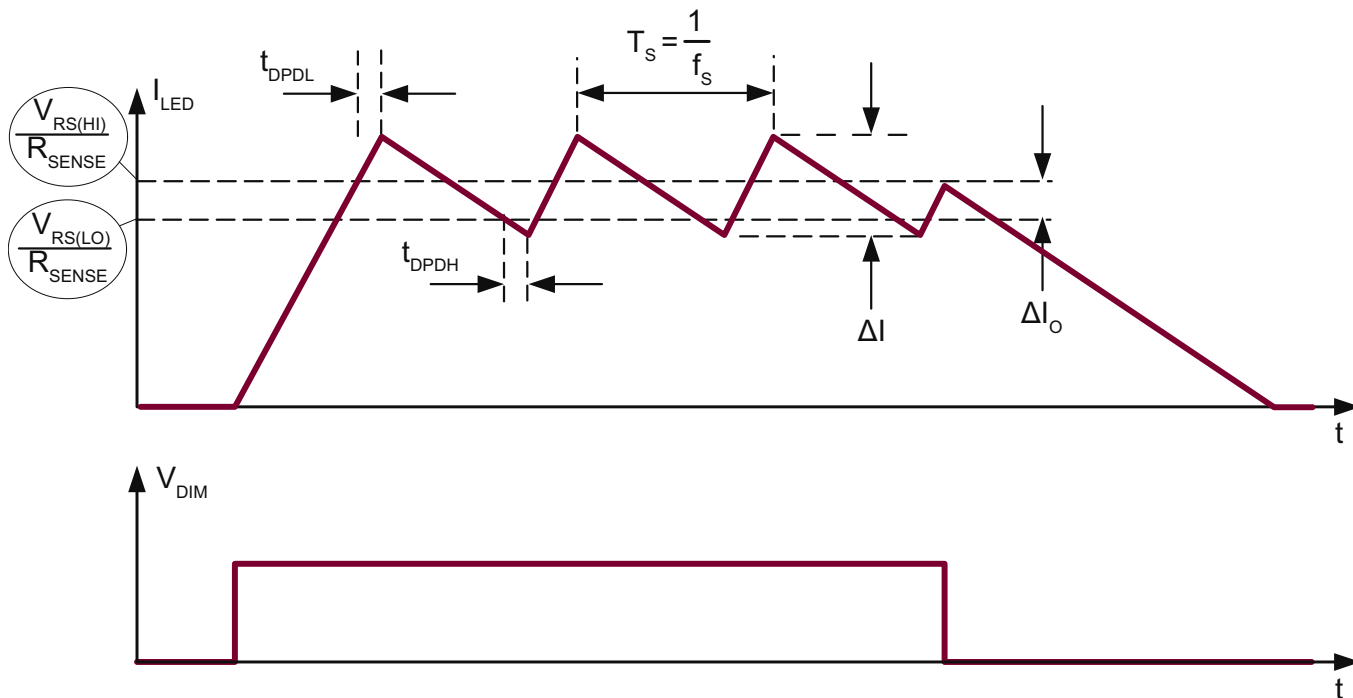 T_S = 1/f_S
t_DPDL
I_LED
V_RS(HI)
R_SENSE
V_RS(LO)
R_SENSE
t_DPDH
ΔI
ΔI_O
t
V_DIM
t